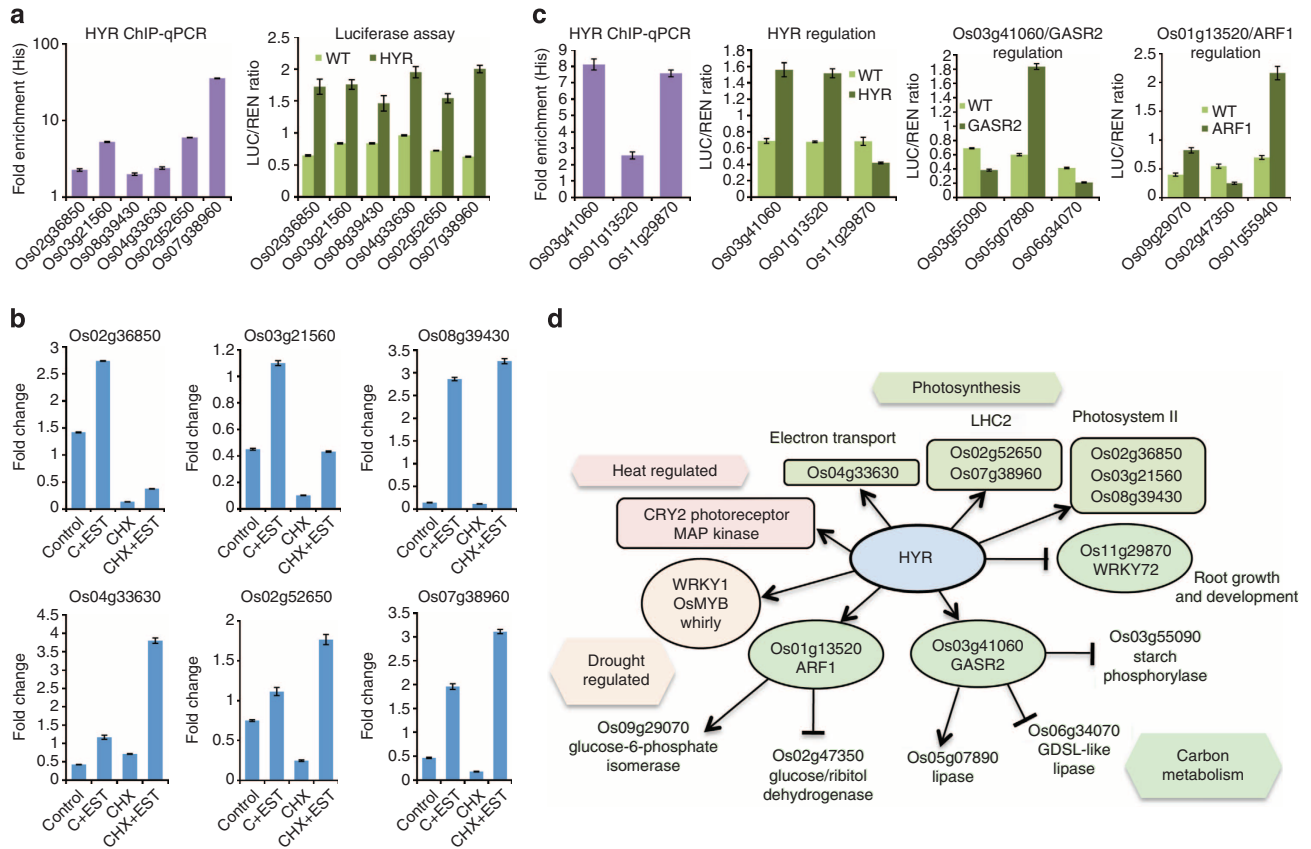 a
HYR ChIP-qPCR
Fold enrichment (His)
100
10
1
Os02g36850
Os03g21560
Os08g39430
Os04g33630
Os02g52650
Os07g38960
Luciferase assay
WT HYR
LUC/REN ratio
2.5
2
1.5
1
0.5
0
Os02g36850
Os03g21560
Os08g39430
Os04g33630
Os02g52650
Os07g38960
c
HYR ChIP-qPCR
Fold enrichment (His)
9
8
7
6
5
4
3
2
1
0
Os03g41060
Os01g13520
Os11g29870
HYR regulation
WT
HYR
LUC/REN ratio
1.8
1.6
1.4
1.2
1
0.8
0.6
0.4
0.2
0
Os03g41060
Os01g13520
Os11g29870
Os03g41060/GASR2
regulation
WT
GASR2
LUC/REN ratio
2
1.8
1.6
1.4
1.2
1
0.8
0.6
0.4
0.2
0
Os03g55090
Os05g07890
Os06g34070
Os01g13520/ARF1
regulation
WT
ARF1
LUC/REN ratio
2.5
2
1.5
1
0.5
0
Os09g29070
Os02g47350
Os01g55940
b
Os02g36850
Fold change
3
2.5
2
1.5
1
0.5
0
Control
C+EST
CHX
CHX+EST
Os03g21560
Fold change
1.2
1
0.8
0.6
0.4
0.2
0
Control
C+EST
CHX
CHX+EST
Os08g39430
Fold change
3.5
3
2.5
2
1.5
1
0.5
0
Control
C+EST
CHX
CHX+EST
Os04g33630
Fold change
4.5
4
3.5
3
2.5
2
1.5
1
0.5
0
Control
C+EST
CHX
CHX+EST
Os02g52650
Fold change
2
1.5
1
0.5
0
Control
C+EST
CHX
CHX+EST
Os07g38960
Fold change
3.5
3
2.5
2
1.5
1
0.5
0
Control
C+EST
CHX
CHX+EST
d
Photosynthesis
Electron transport
LHC2
Photosystem II
Heat regulated
Os04g33630
Os02g52650
Os07g38960
Os02g36850
Os03g21560
Os08g39430
CRY2 photoreceptor
MAP kinase
HYR
Os11g29870
WRKY72
Root growth
and development
WRKY1
OsMYB
whirly
Drought
regulated
Os01g13520
ARF1
Os03g41060
GASR2
Os03g55090
starch
phosphorylase
Os09g29070
glucose-6-phosphate
isomerase
Os02g47350
glucose/ribitol
dehydrogenase
Os05g07890
lipase
Os06g34070
GDSL-like
lipase
Carbon
metabolism